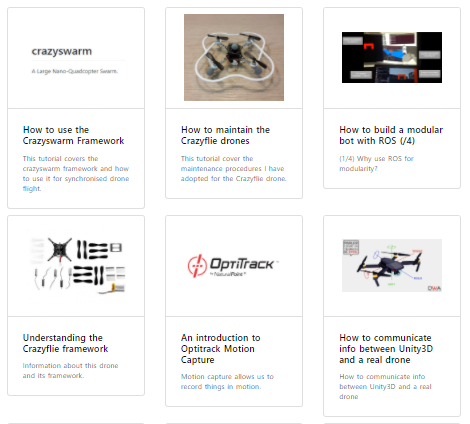 crazyswarm
A Large Nano-Quadcopter Swarm.
How to use the
Crazyswarm Framework
This tutorial covers the
crazyswarm framework and how
to use it for synchronised drone
flight.
How to maintain the
Crazyflie drones
This tutorial cover the
maintenance procedures I have
adopted for the Crazyflie drone.
How to build a modular
bot with ROS (/4)
(1/4) Why use ROS for
modularity?
Understanding the
Crazyflie framework
Information about this drone
and its framework.
OptiTrack
by NaturalPoint
An introduction to
Optitrack Motion
Capture
Motion capture allows us to
record things in motion.
How to communicate
info between Unity3D
and a real drone
How to communicate info
between Unity3D and a real
drone